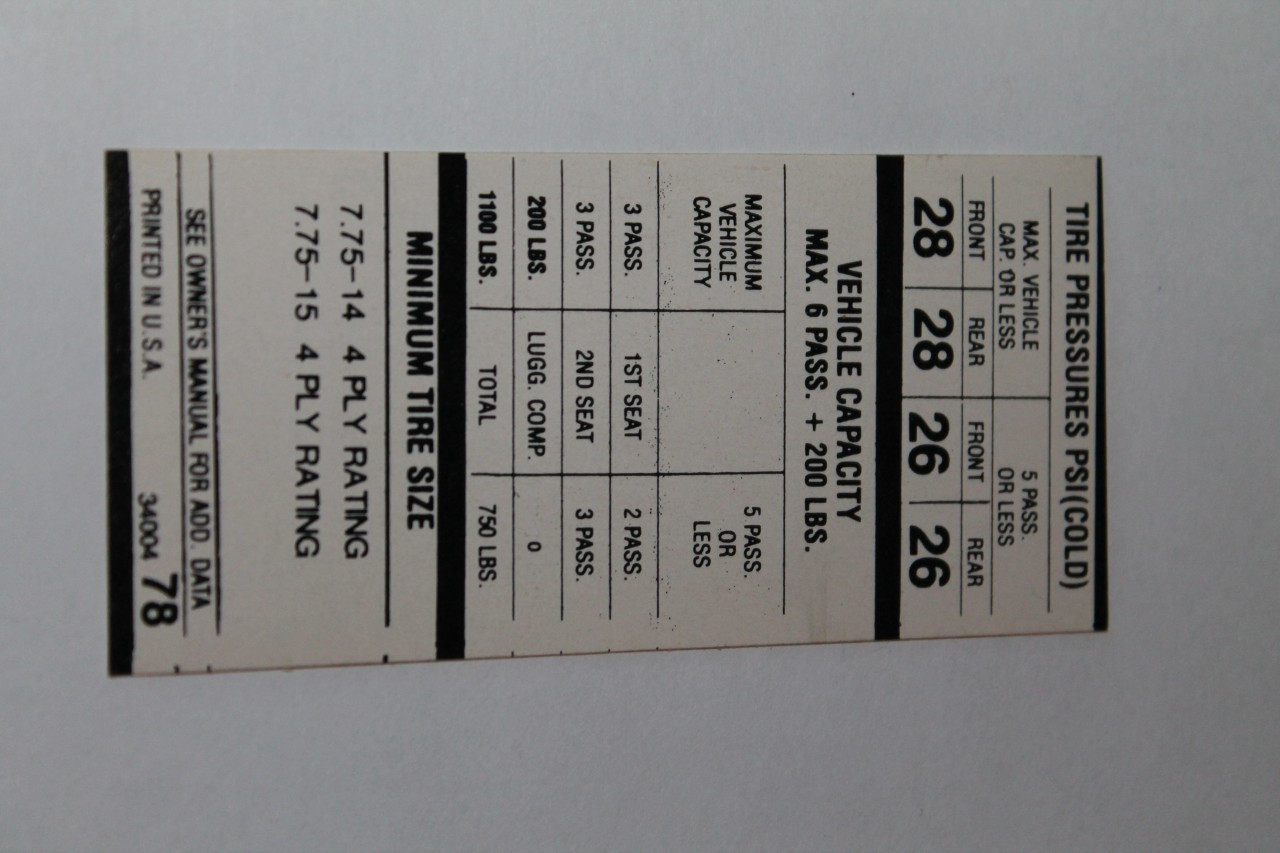 TIRE PRESSURES PSI (COLD)
MAX. VEHICLE CAP. OR LESS
5 PASS. OR LESS
FRONT REAR FRONT REAR
28 28 26 26
VEHICLE CAPACITY
MAX. 6 PASS. + 200 LBS.
MAXIMUM VEHICLE CAPACITY
5 PASS. OR LESS
3 PASS. 1ST SEAT 2 PASS.
3 PASS. 2ND SEAT 3 PASS.
200 LBS. LUGG. COMP. 0
1100 LBS. TOTAL 750 LBS.
MINIMUM TIRE SIZE
7.75-14 4 PLY RATING
7.75-15 4 PLY RATING
SEE OWNER'S MANUAL FOR ADD. DATA
PRINTED IN U.S.A. 34004 78